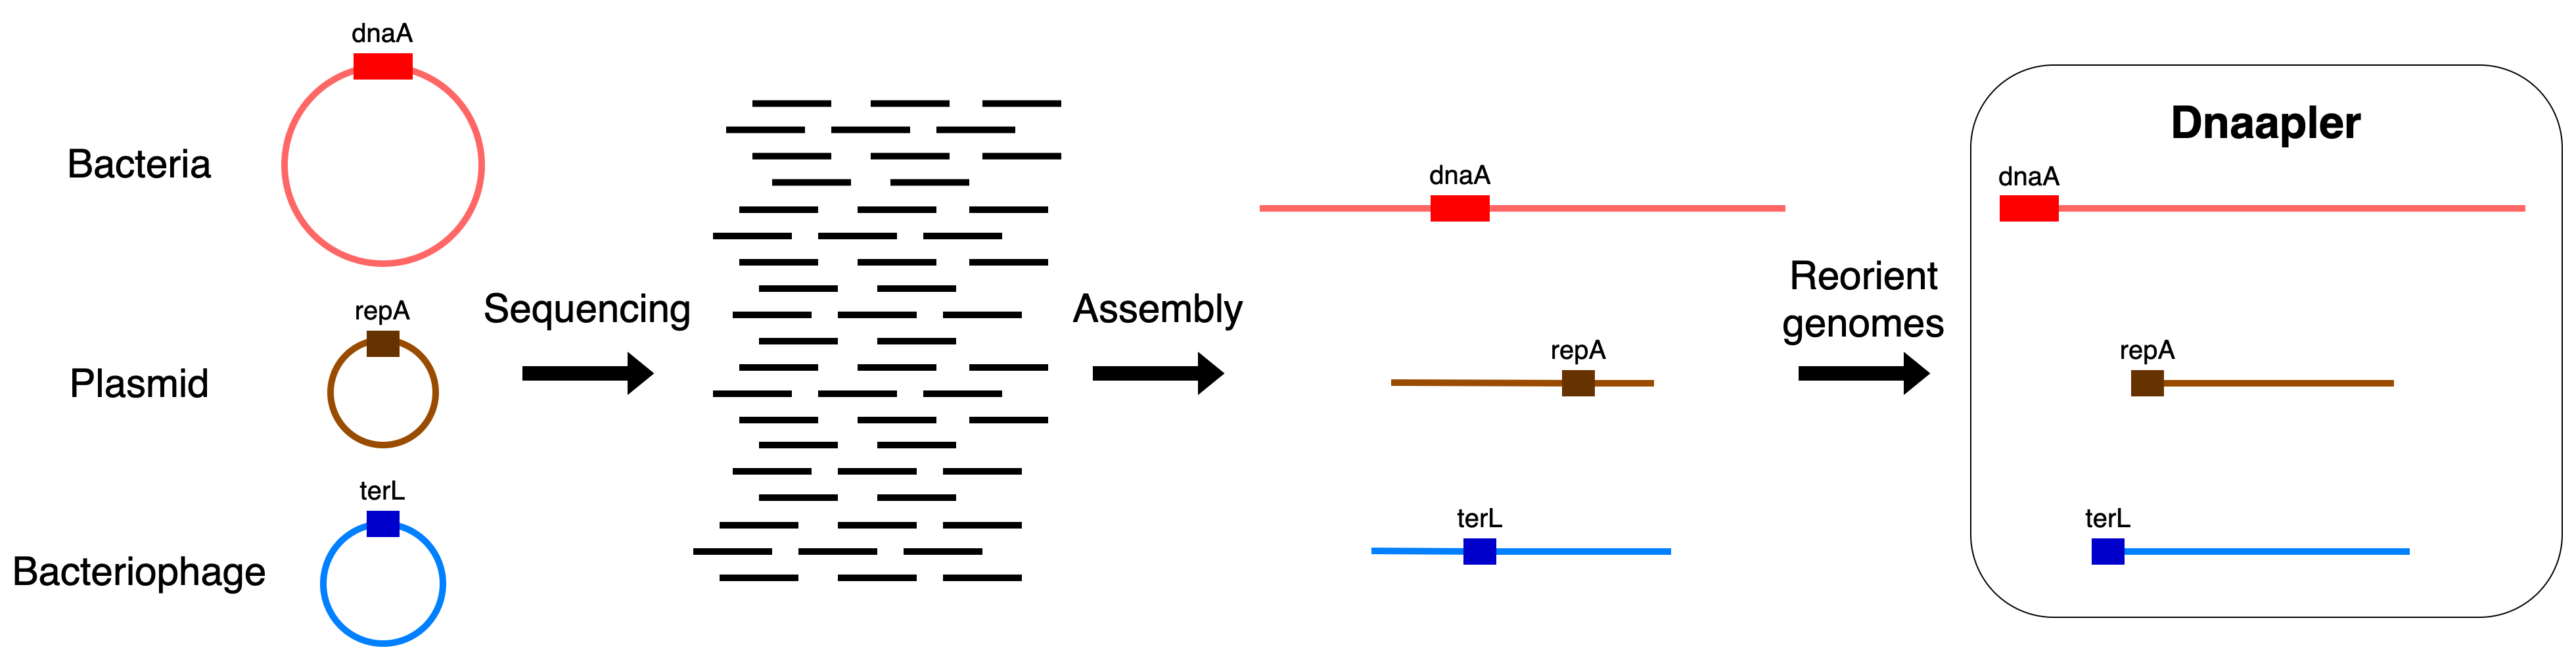 dnaA
Bacteria
repA
Plasmid
terL
Bacteriophage
Sequencing
Assembly
dnaA
repA
terL
Reorient
genomes
Dnaapler
dnaA
repA
terL